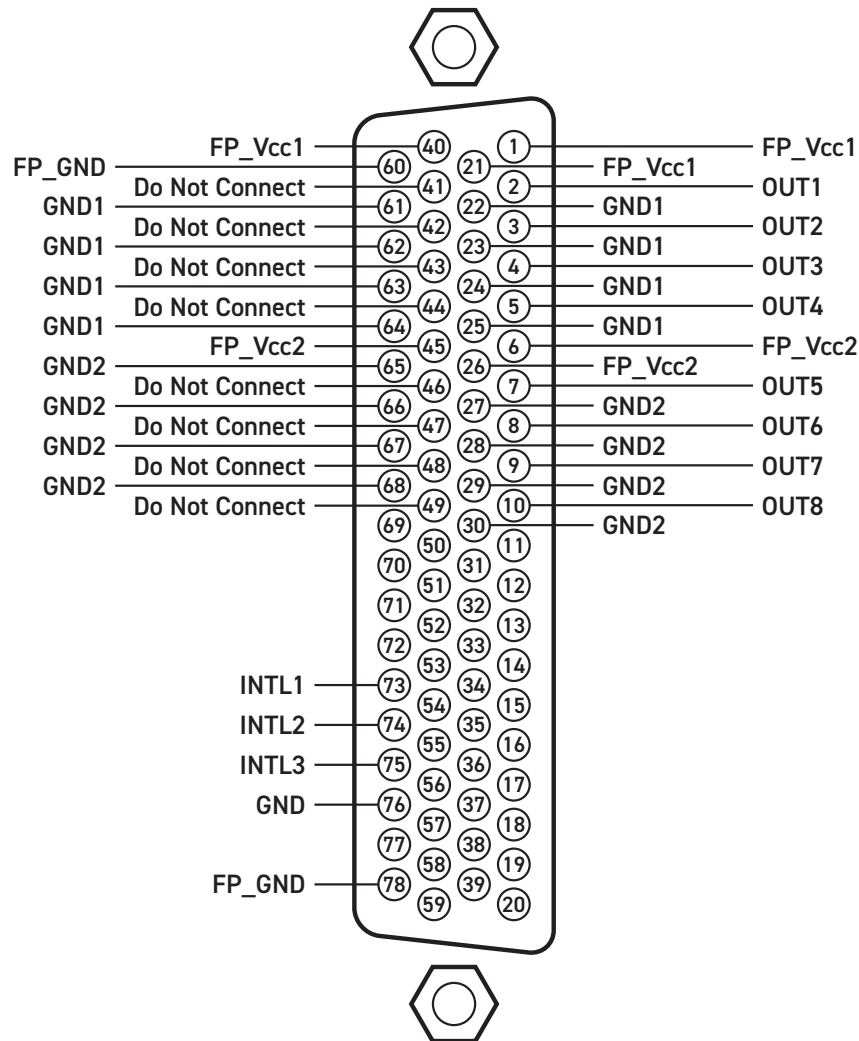 FP_Vcc1 40 1 FP_Vcc1
FP_GND 60 21 FP_Vcc1
Do Not Connect 41 2 OUT1
GND1 61 22 GND1
Do Not Connect 42 3 OUT2
GND1 62 23 GND1
Do Not Connect 43 4 OUT3
GND1 63 24 GND1
Do Not Connect 44 5 OUT4
GND1 64 25 GND1
FP_Vcc2 45 6 FP_Vcc2
GND2 65 26 FP_Vcc2
Do Not Connect 46 7 OUT5
GND2 66 27 GND2
Do Not Connect 47 8 OUT6
GND2 67 28 GND2
Do Not Connect 48 9 OUT7
GND2 68 29 GND2
Do Not Connect 49 10 OUT8
69 30 GND2
50 11
70 31
51 12
71 32
52 13
72 33
53 14
INTL1 73 34
54 15
INTL2 74 35
55 16
INTL3 75 36
56 17
GND 76 37
57 18
77 38
58 19
FP_GND 78 39
59 20